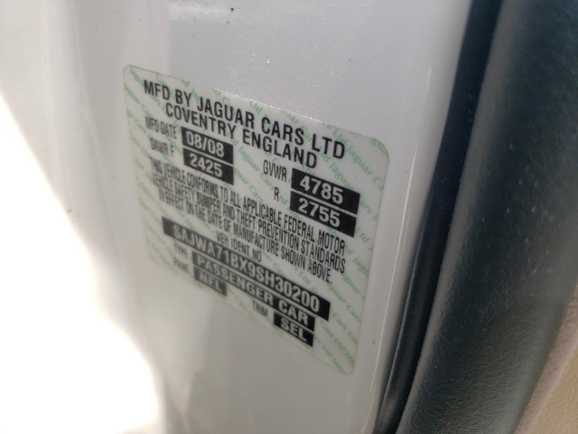 MFD BY JAGUAR CARS LTD
COVENTRY ENGLAND
MFD DATE 08/08 GVWR 4785
GAWR F 2425 R 2755
THIS VEHICLE CONFORMS TO ALL APPLICABLE FEDERAL MOTOR
VEHICLE SAFETY, BUMPER AND THEFT PREVENTION STANDARDS
IN EFFECT ON THE DATE OF MANUFACTURE SHOWN ABOVE.
VEH. IDENT NO.
SAJWA71BX9SH30200
TYPE PASSENGER CAR
NFL TRIM SEL